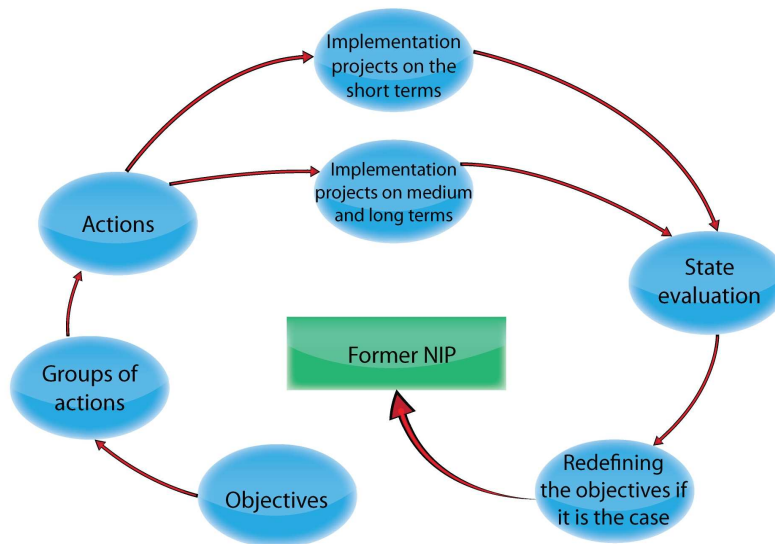 Implementation
projects on the
short terms
Implementation
projects on medium
and long terms
Actions
State
evaluation
Former NIP
Groups of
actions
Objectives
Redefining
the objectives if
it is the case